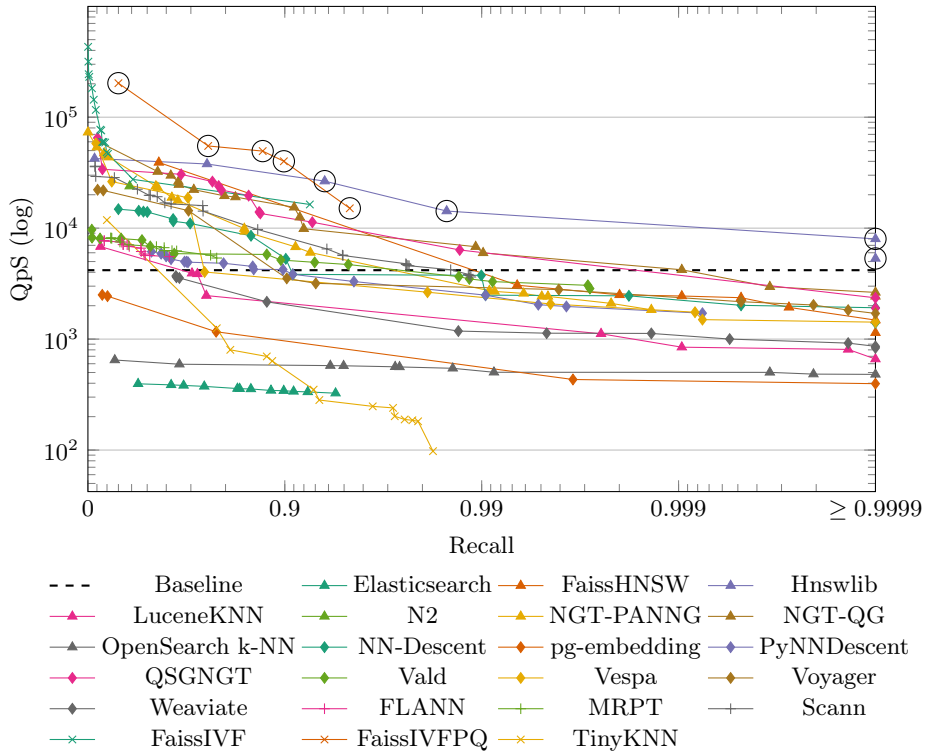 10^5
10^4
10^3
10^2
QpS (log)
0 0.9 0.99 0.999 ≥ 0.9999
Recall
Baseline Elasticsearch FaissHNSW Hnswlib
LuceneKNN N2 NGT-PANNG NGT-QG
OpenSearch k-NN NN-Descent pg-embedding PyNNDescent
QSGNGT Vald Vespa Voyager
Weaviate FLANN MRPT Scann
FaissIVF FaissIVFPQ TinyKNN